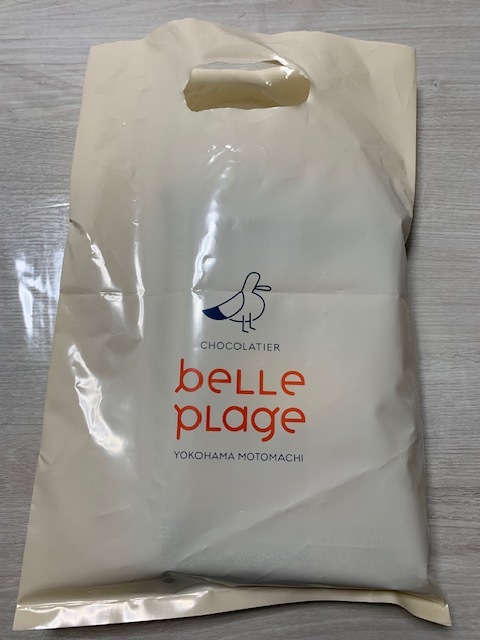 CHOCOLATIER
beLLe
pLage
YOKOHAMA MOTOMACHI